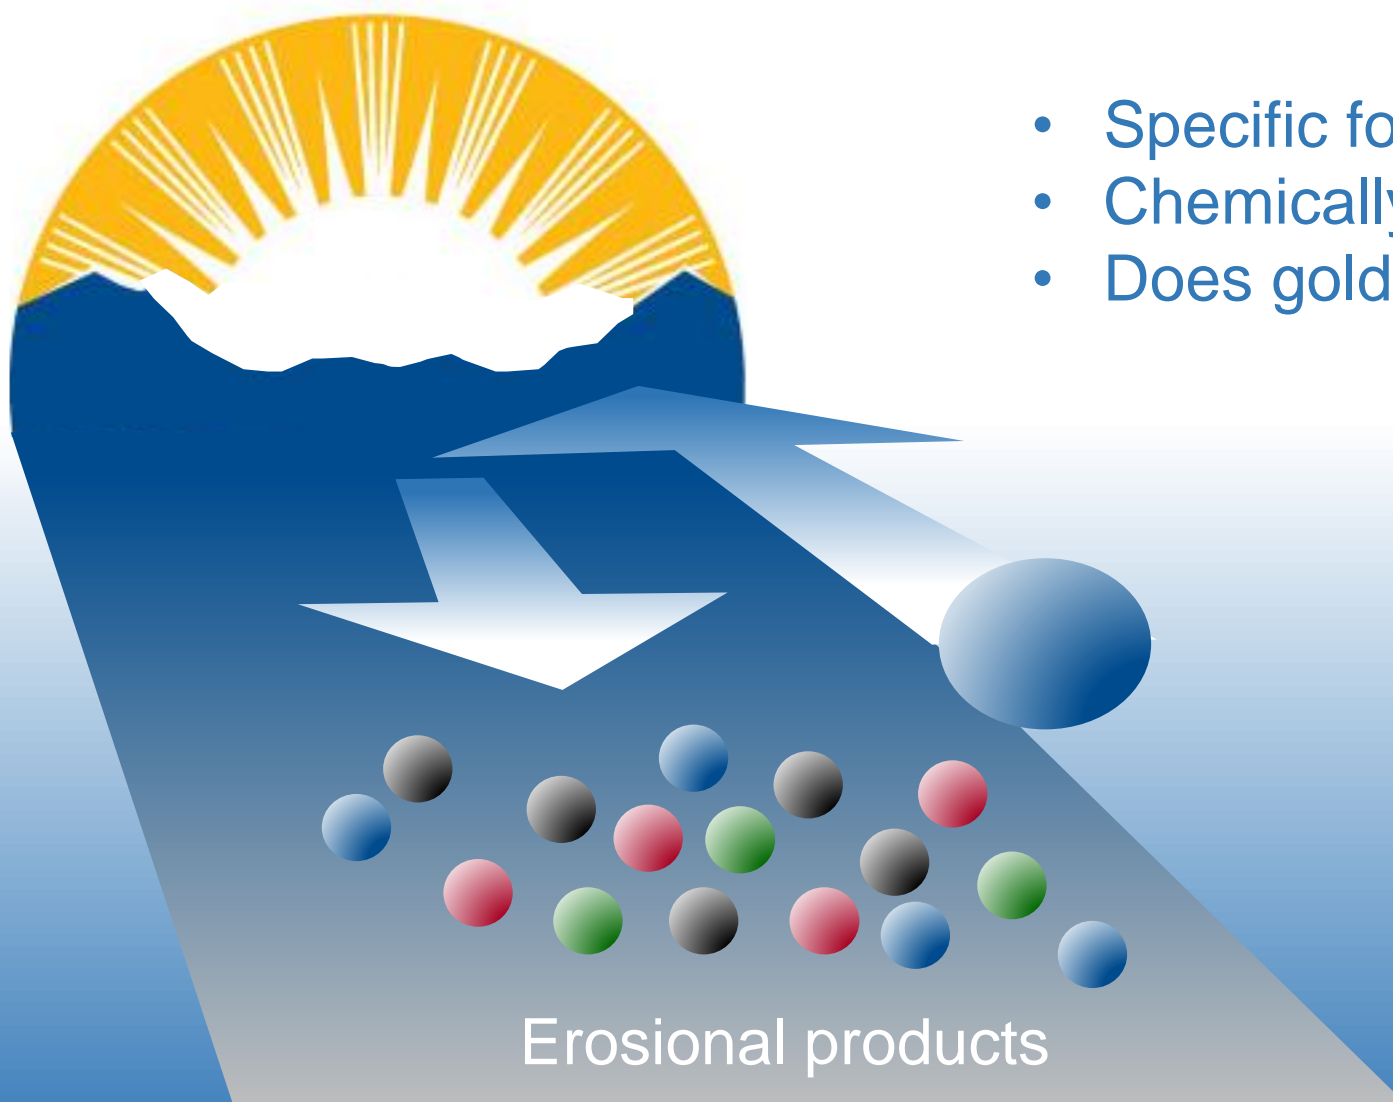 • Specific fo
• Chemically
• Does gold
Erosional products